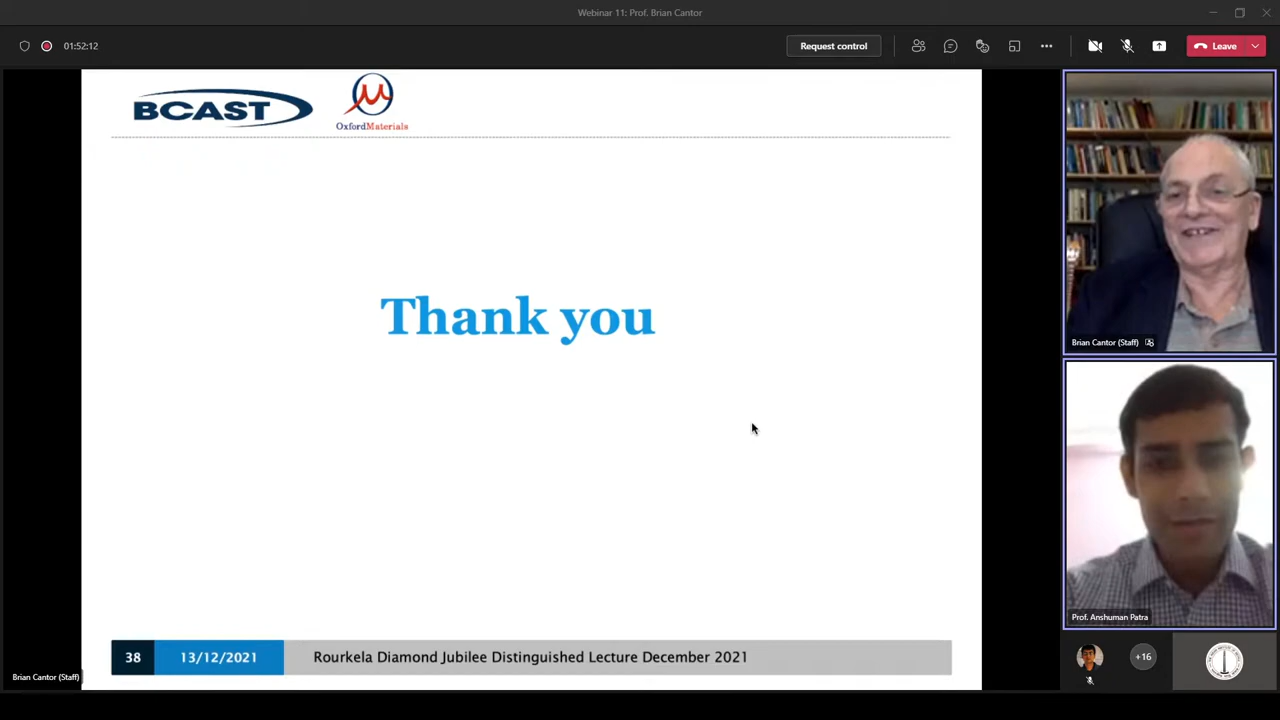 Webinar 11: Prof. Brian Cantor
01:52:12
Request control
Leave
BCAST
OxfordMaterials
Thank you
38
13/12/2021
Rourkela Diamond Jubilee Distinguished Lecture December 2021
Brian Cantor (Staff)
Brian Cantor (Staff)
Prof. Anshuman Patra
+16